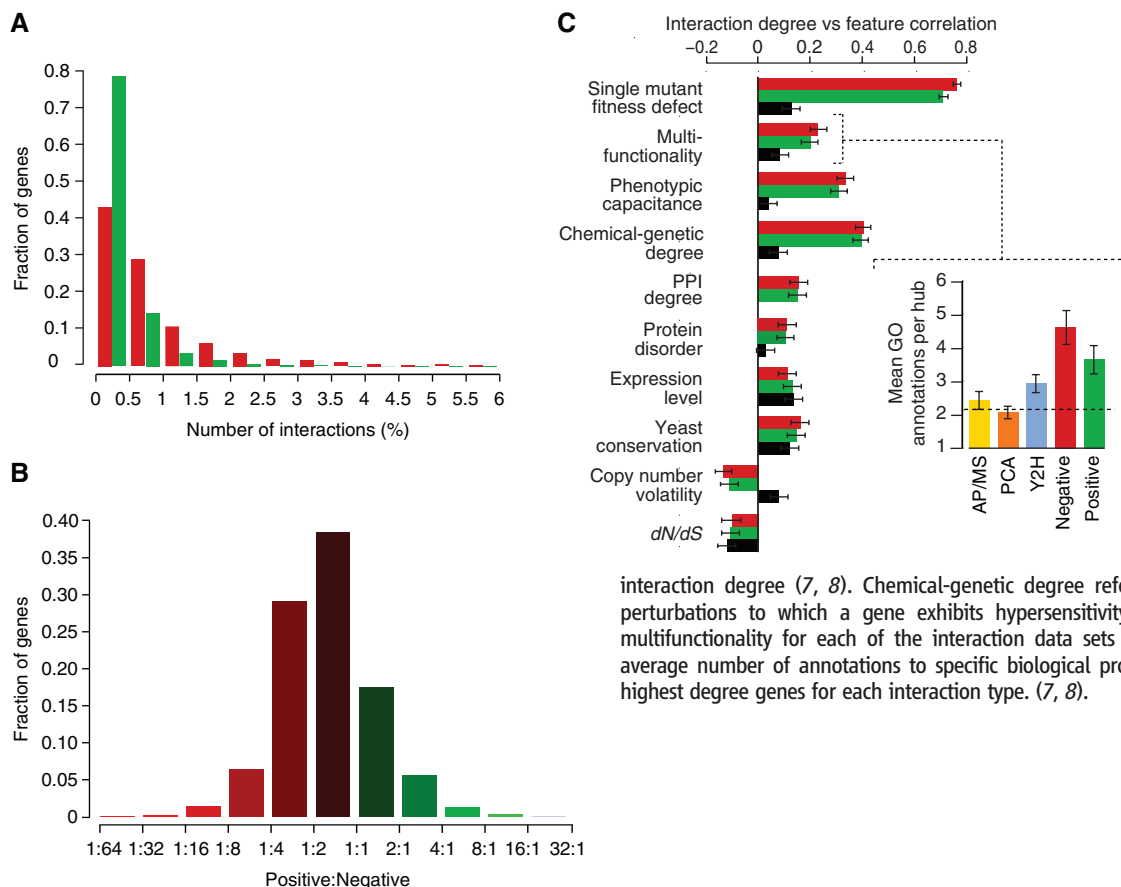 A
0.8
0.7
0.6
0.5
0.4
0.3
0.2
0.1
0
Fraction of genes
0 0.5 1 1.5 2 2.5 3 3.5 4 4.5 5 5.5 6
Number of interactions (%)
B
0.40
0.35
0.30
0.25
0.20
0.15
0.10
0.05
0
Fraction of genes
1:64 1:32 1:16 1:8 1:4 1:2 1:1 2:1 4:1 8:1 16:1 32:1
Positive:Negative
C
Interaction degree vs feature correlation
−0.2 0 0.2 0.4 0.6 0.8
Single mutant
fitness defect
Multi-
functionality
Phenotypic
capacitance
Chemical-genetic
degree
PPI
degree
Protein
disorder
Expression
level
Yeast
conservation
Copy number
volatility
dN/dS
6
5
4
3
2
1
Mean GO
annotations per hub
AP/MS
PCA
Y2H
Negative
Positive
interaction degree (7, 8). Chemical-genetic degree refe
perturbations to which a gene exhibits hypersensitivity
multifunctionality for each of the interaction data sets
average number of annotations to specific biological pro
highest degree genes for each interaction type. (7, 8).